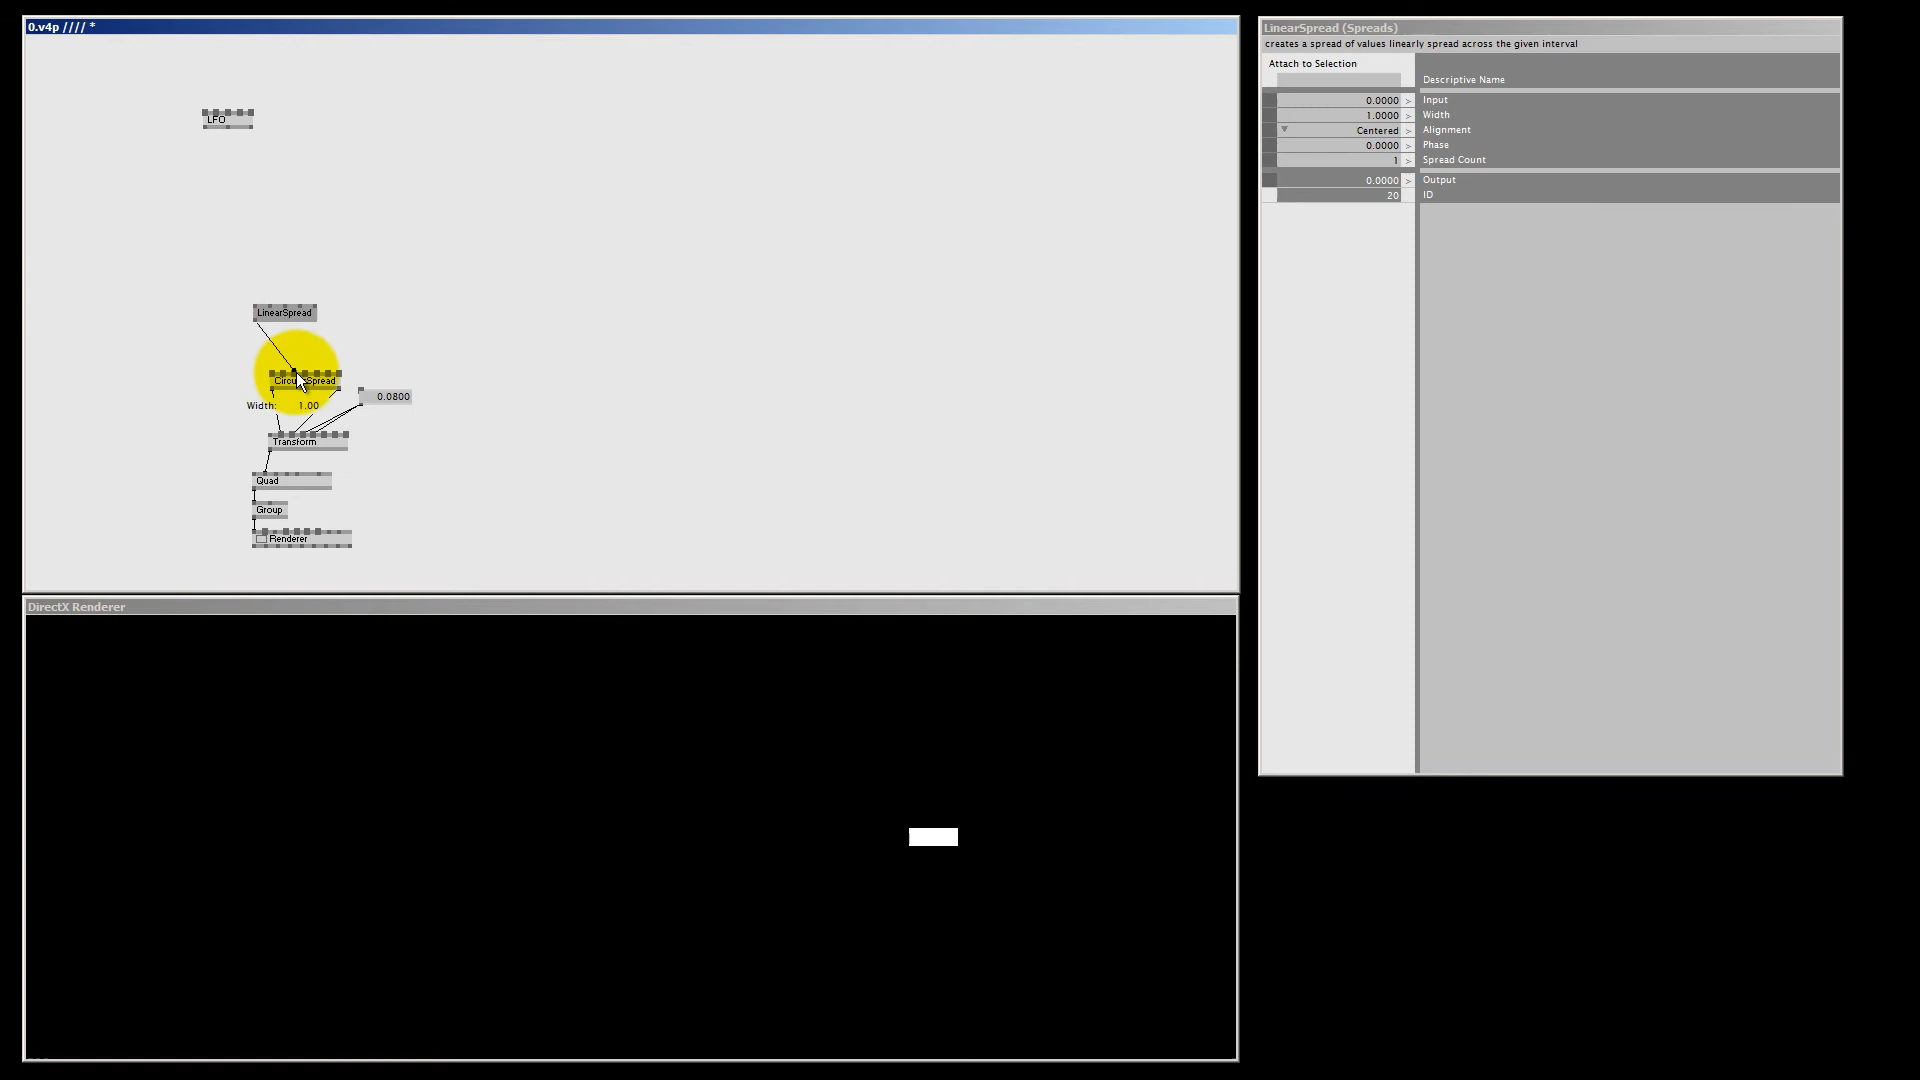 0.v4p //// *
LFO
LinearSpread
CircularSpread
Width: 1.00
0.0800
Transform
Quad
Group
Renderer
DirectX Renderer
LinearSpread (Spreads)
creates a spread of values linearly spread across the given interval
Attach to Selection
Descriptive Name
0.0000 > Input
1.0000 > Width
Centered > Alignment
0.0000 > Phase
1 > Spread Count
0.0000 > Output
20 ID